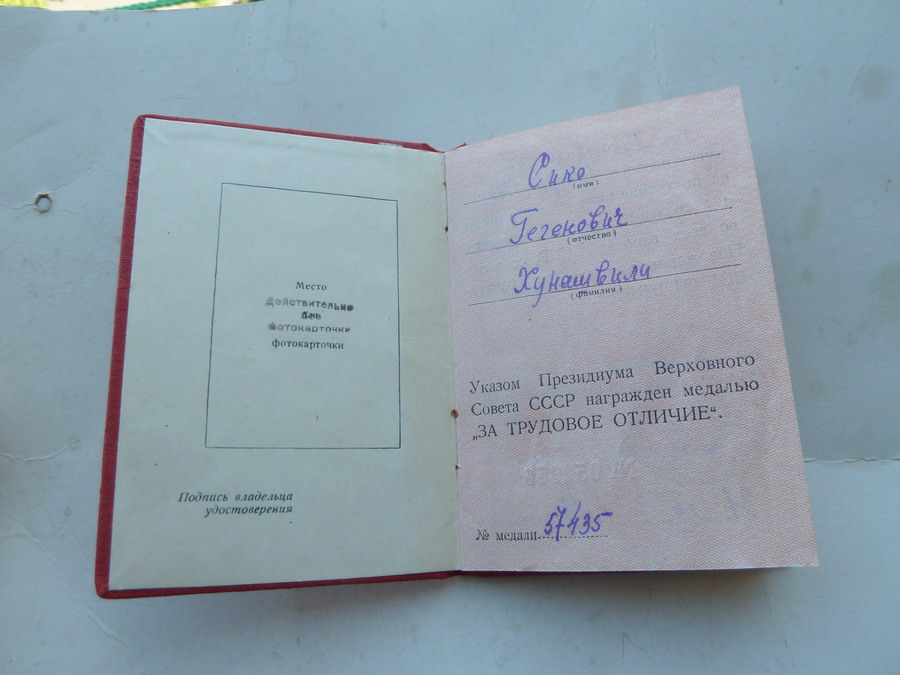 Место
Действительно
без
фотокарточки
фотокарточки
Подпись владельца
удостоверения
Сико
(имя)
Гегенович
(отчество)
Хунашвили
(фамилия)
Указом Президиума Верховного
Совета СССР награжден медалью
„ЗА ТРУДОВОЕ ОТЛИЧИЕ“.
№ медали 57435